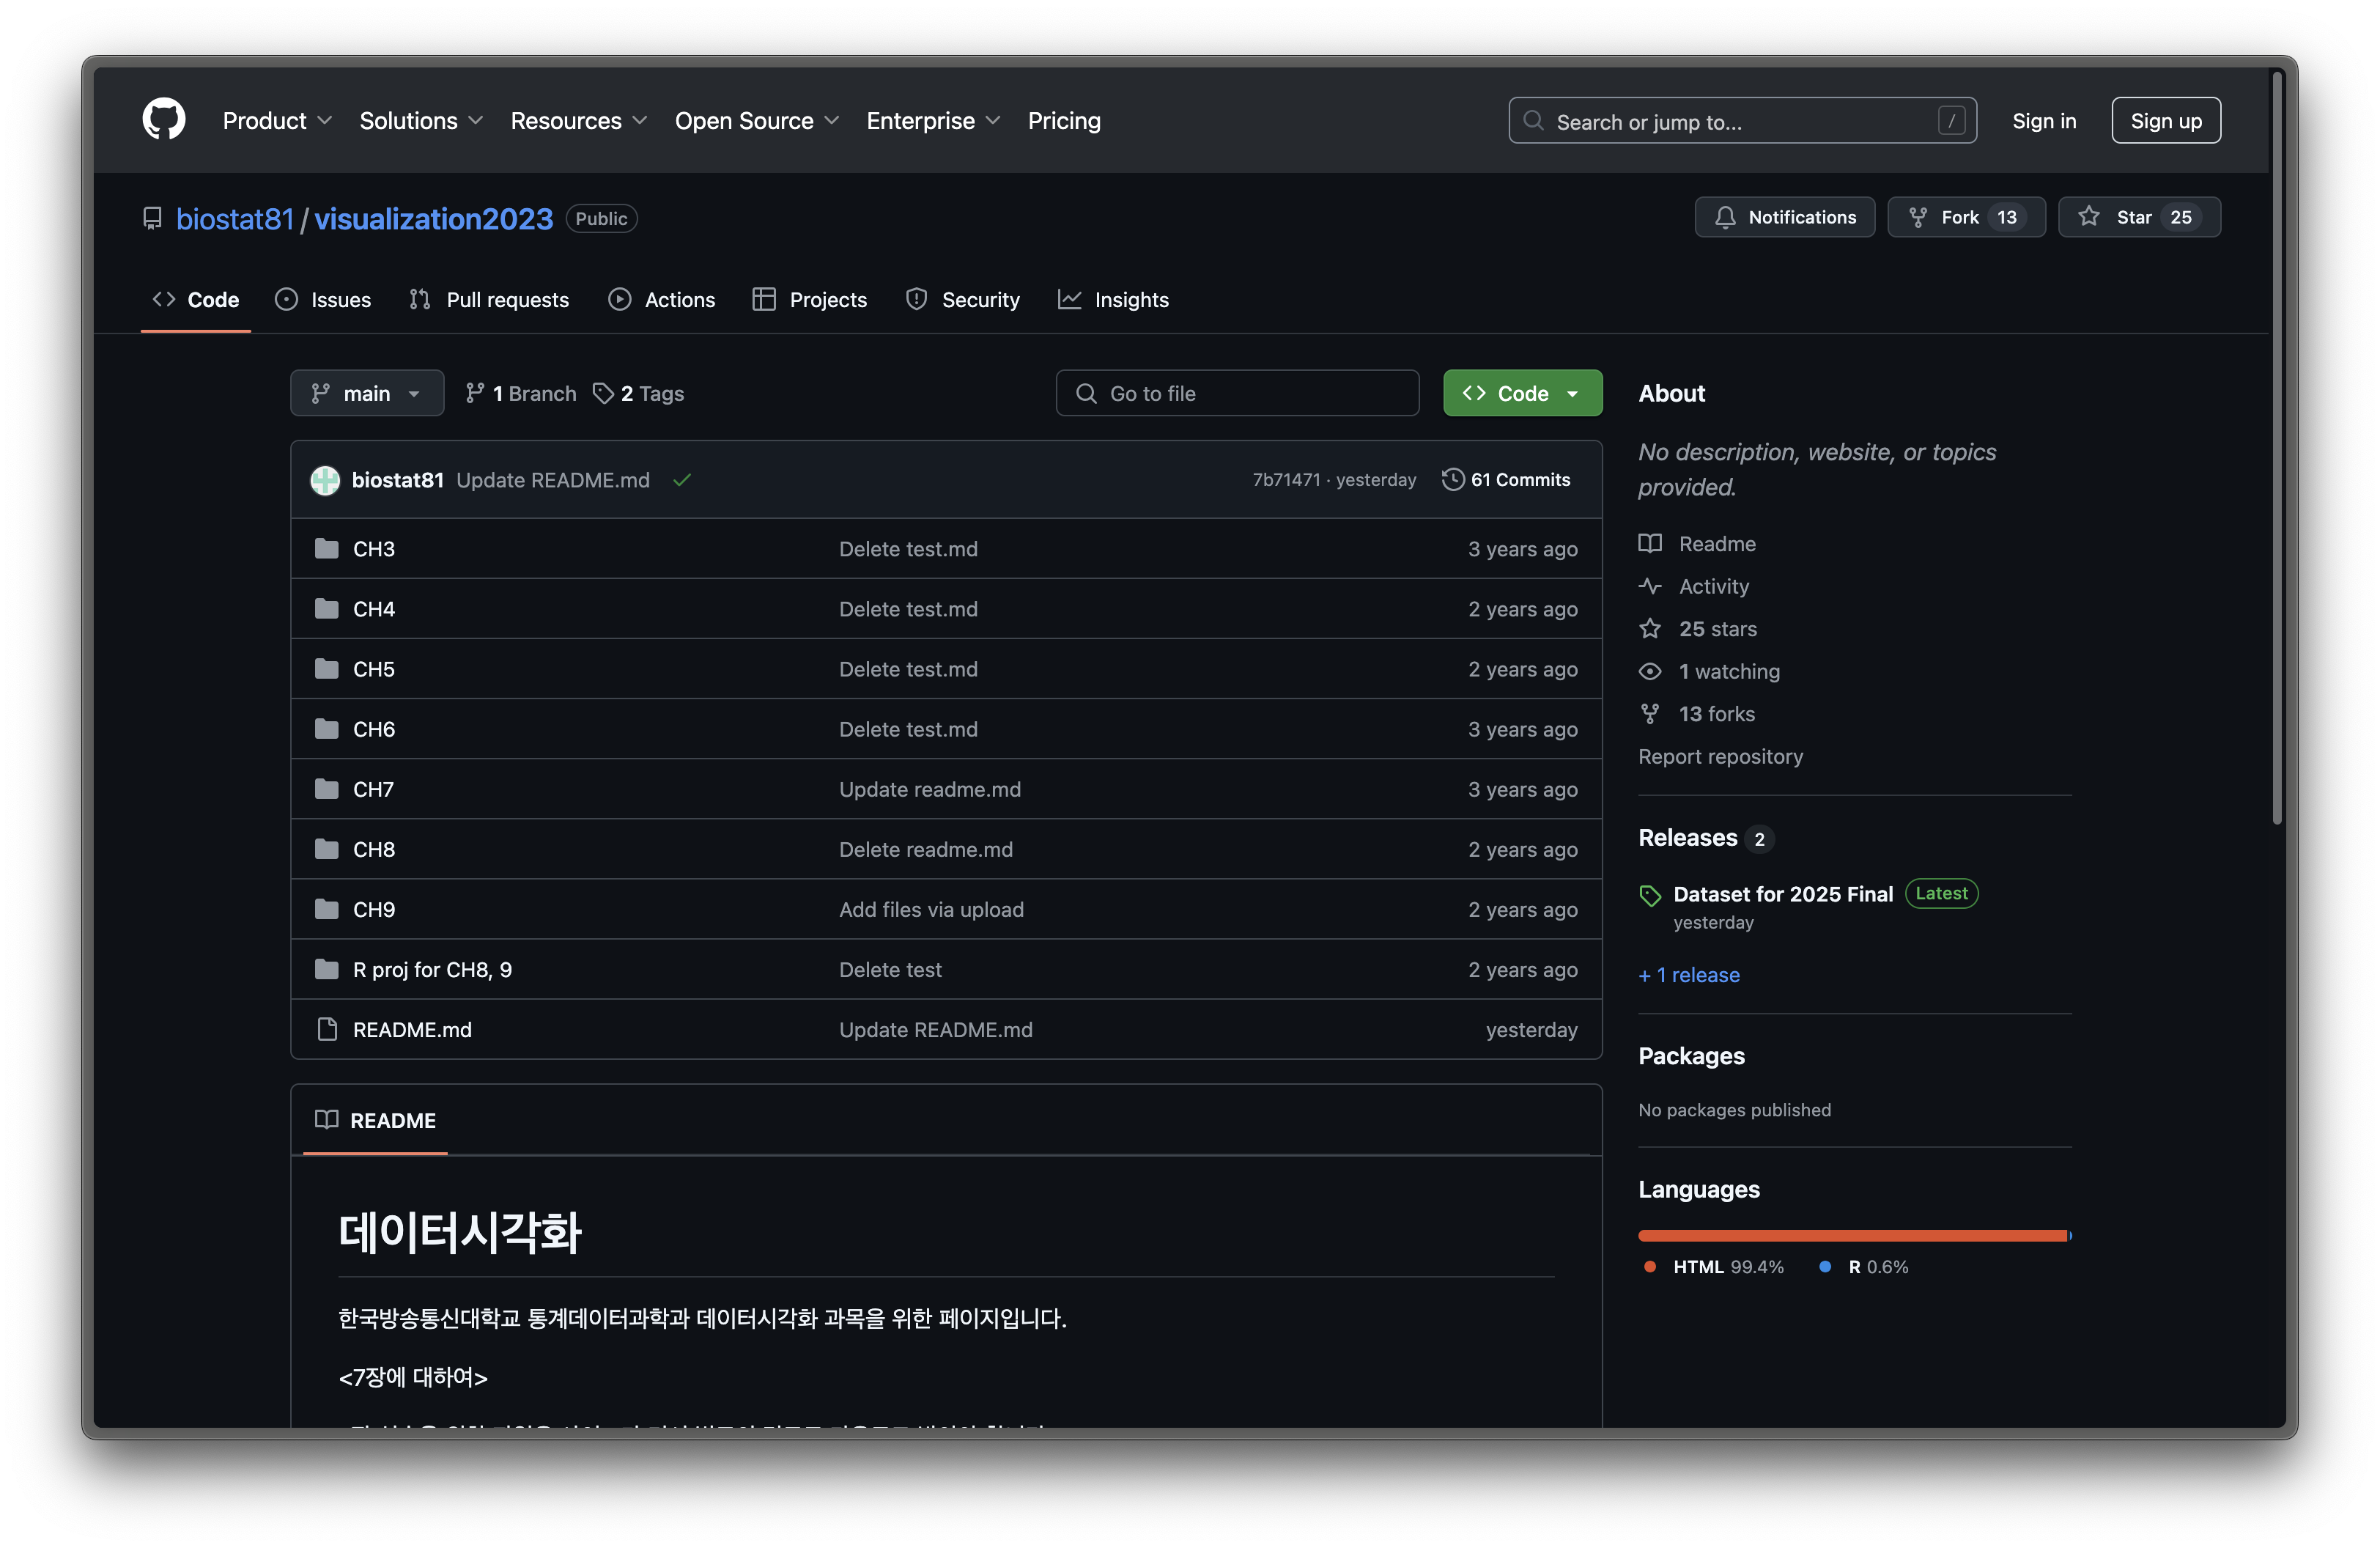 Product Solutions Resources Open Source Enterprise Pricing Search or jump to... / Sign in Sign up
biostat81 / visualization2023 Public Notifications Fork 13 Star 25
Code Issues Pull requests Actions Projects Security Insights
main 1 Branch 2 Tags Go to file Code
biostat81 Update README.md 7b71471 · yesterday 61 Commits
CH3 Delete test.md 3 years ago
CH4 Delete test.md 2 years ago
CH5 Delete test.md 2 years ago
CH6 Delete test.md 3 years ago
CH7 Update readme.md 3 years ago
CH8 Delete readme.md 2 years ago
CH9 Add files via upload 2 years ago
R proj for CH8, 9 Delete test 2 years ago
README.md Update README.md yesterday
README
데이터시각화
한국방송통신대학교 통계데이터과학과 데이터시각화 과목을 위한 페이지입니다.
<7장에 대하여>
About
No description, website, or topics
provided.
Readme
Activity
25 stars
1 watching
13 forks
Report repository
Releases 2
Dataset for 2025 Final Latest
yesterday
+ 1 release
Packages
No packages published
Languages
HTML 99.4% R 0.6%